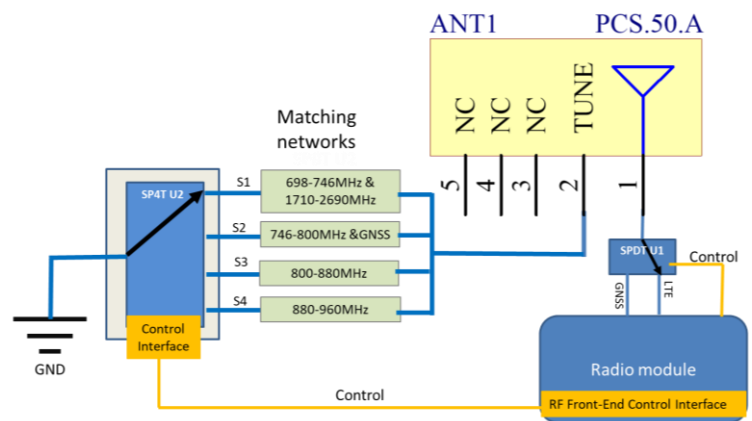 ANT1
PCS.50.A
NC
NC
NC
TUNE
5
4
3
2
1
Matching
networks
SP4T U2
S1
698-746MHz &
1710-2690MHz
S2
746-800MHz &GNSS
S3
800-880MHz
S4
880-960MHz
SPDT U1
Control
GNSS
LTE
Control
Interface
GND
Radio module
Control
RF Front-End Control Interface